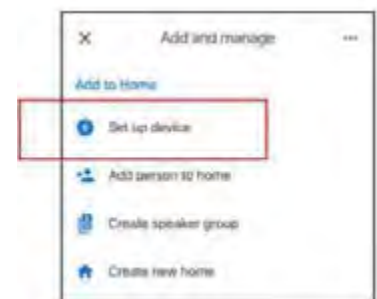 Add and manage
Add to Home
Set up device
Add person to home
Create speaker group
Create new home